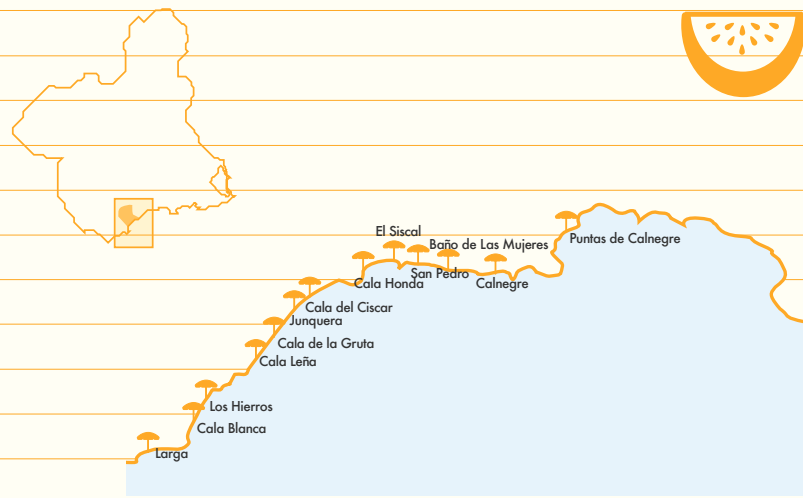 El Siscal
Baño de Las Mujeres
Puntas de Calnegre
San Pedro
Cala Honda
Calnegre
Cala del Ciscar
Junquera
Cala de la Gruta
Cala Leña
Los Hierros
Cala Blanca
Larga